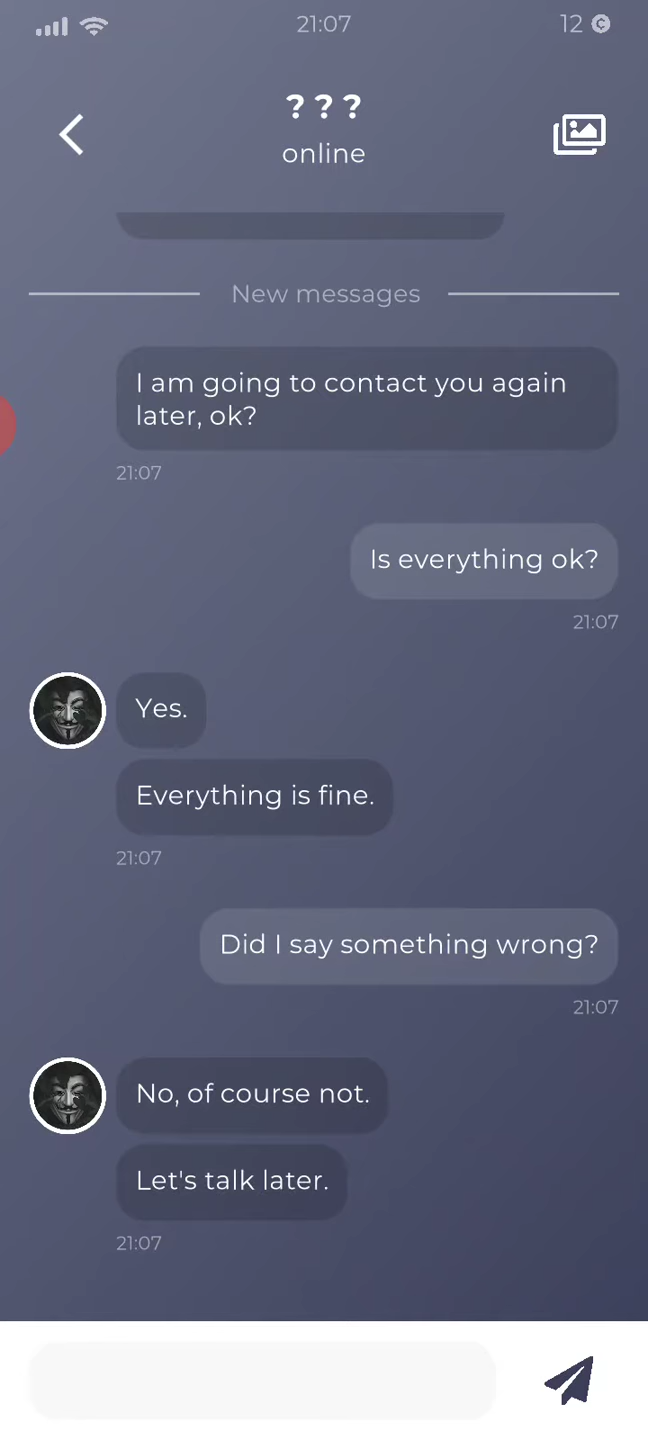 21:07
12
? ? ?
online
New messages
I am going to contact you again
later, ok?
21:07
Is everything ok?
21:07
Yes.
Everything is fine.
21:07
Did I say something wrong?
21:07
No, of course not.
Let's talk later.
21:07